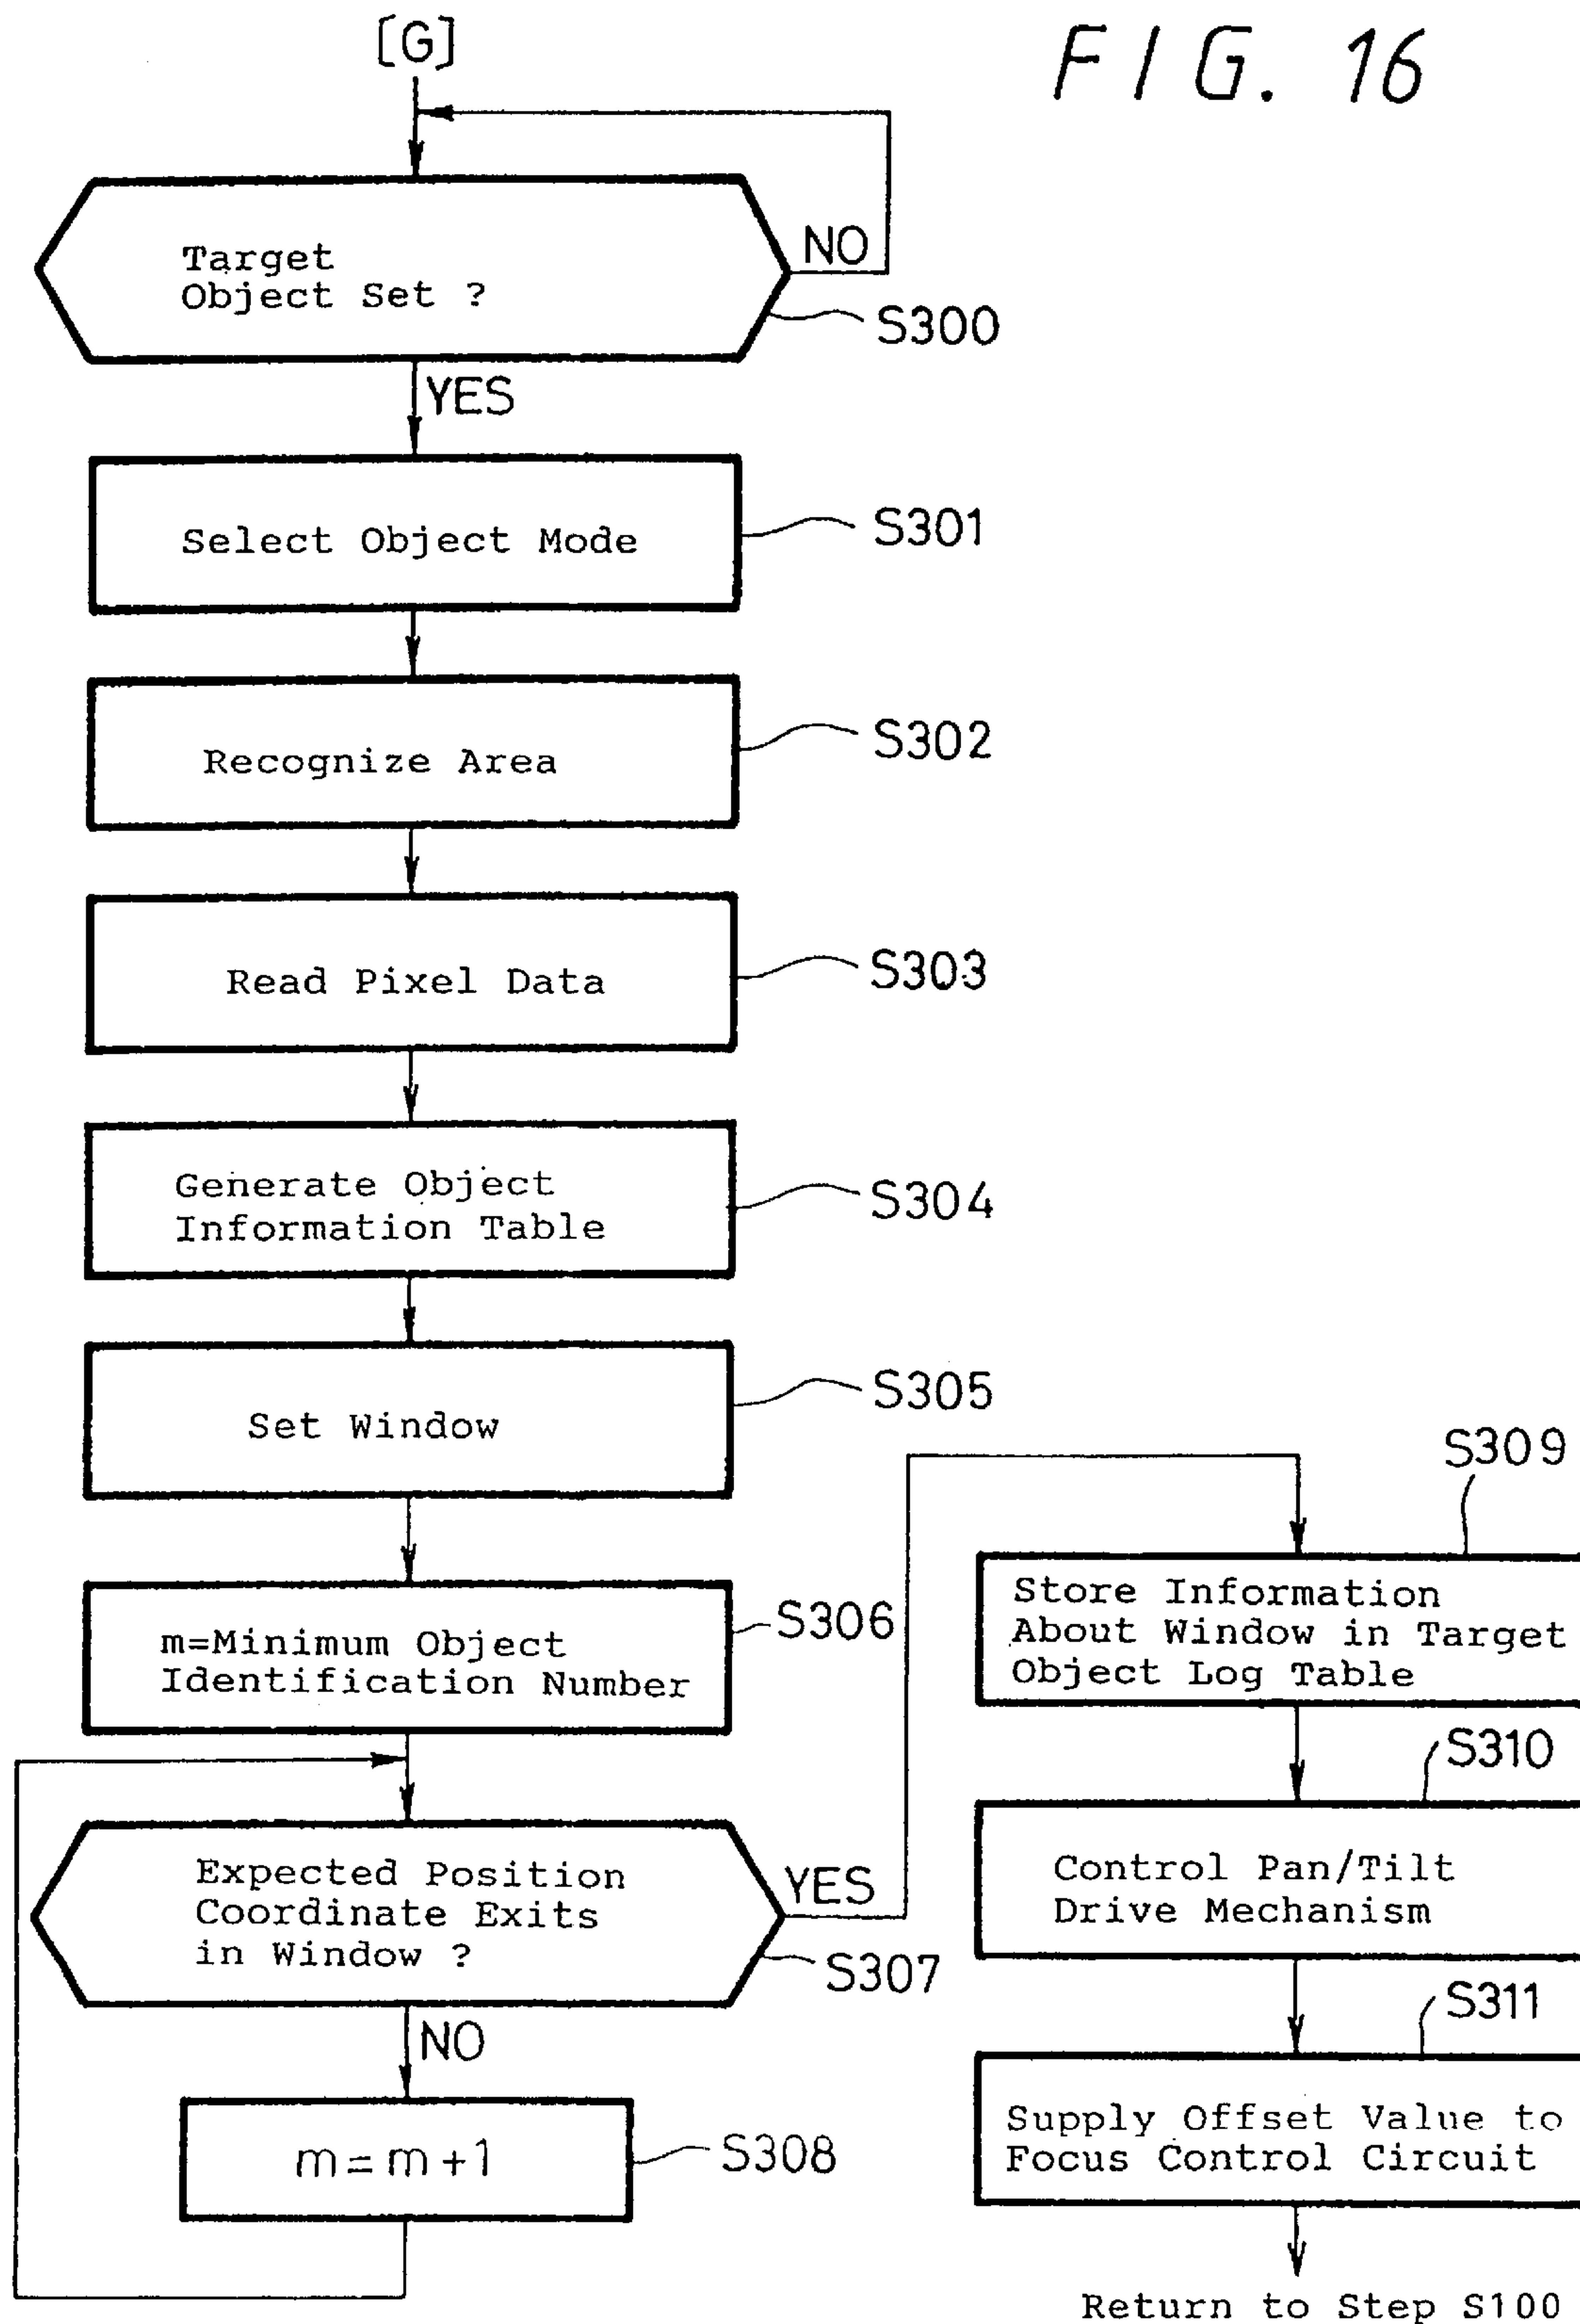 [G]
FIG. 16
NO
Target
Object Set ?
S300
YES
Select Object Mode
S301
Recognize Area
S302
Read Pixel Data
S303
Generate Object
Information Table
S304
Set Window
S305
m=Minimum Object
Identification Number
S306
Expected Position
Coordinate Exits
in Window ?
YES
S307
NO
m=m+1
S308
S309
Store Information
About Window in Target
Object Log Table
S310
Control Pan/Tilt
Drive Mechanism
S311
Supply Offset Value to
Focus Control Circuit
Return to Step S100